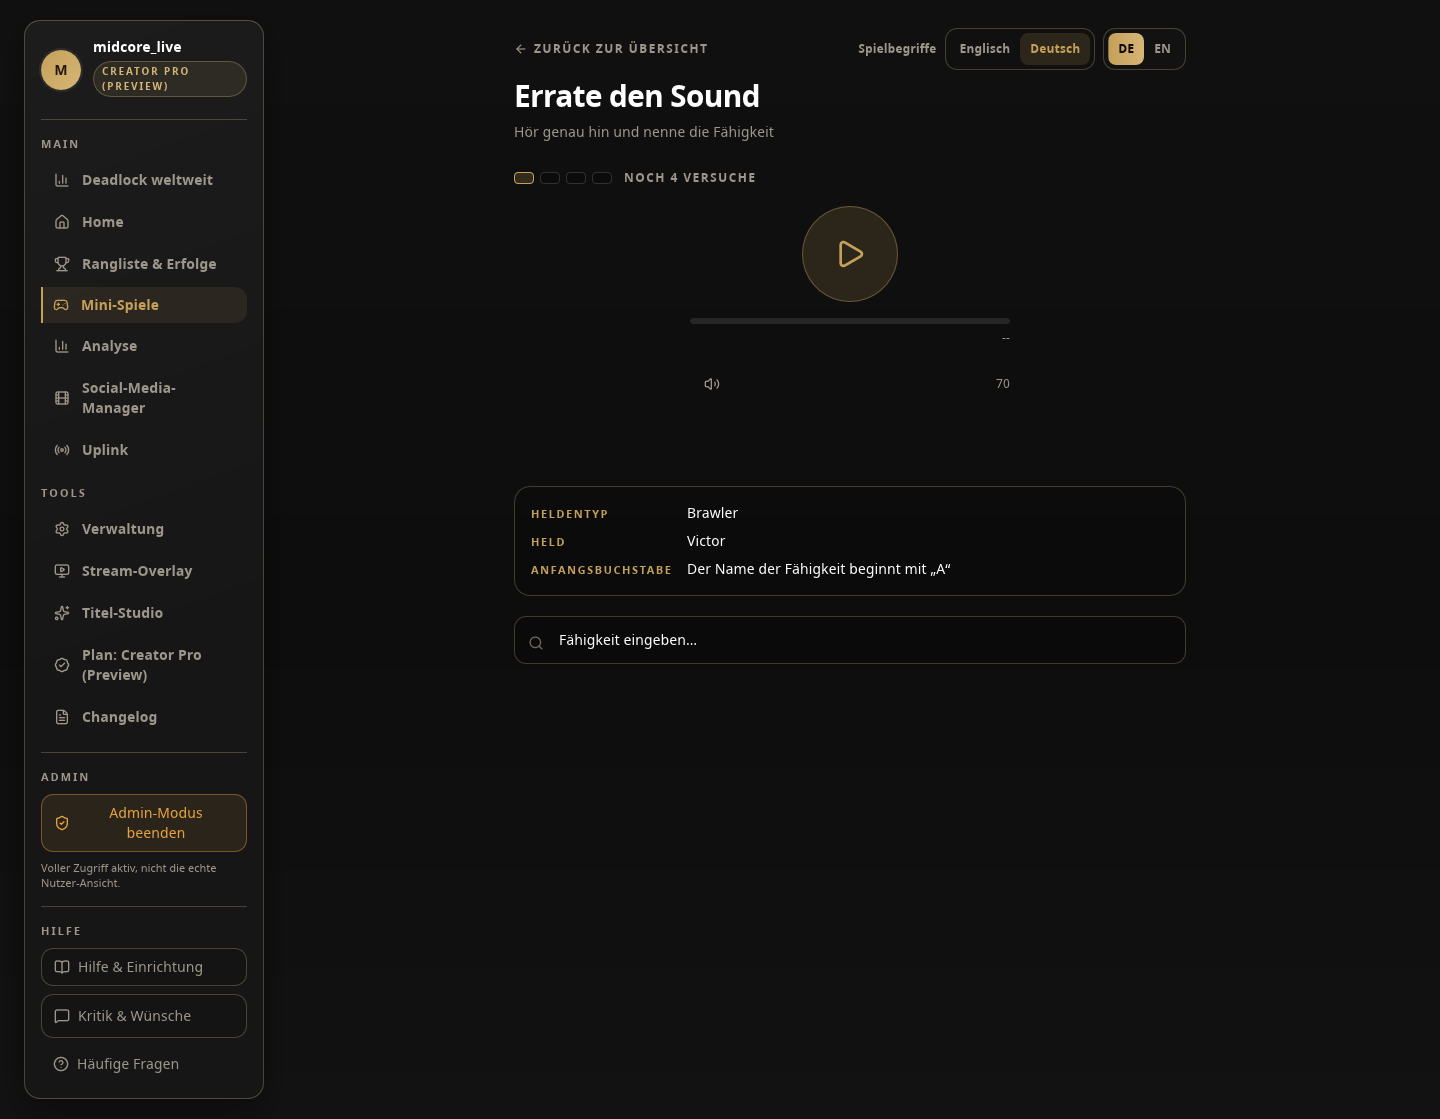 M
midcore_live
CREATOR PRO
(PREVIEW)
MAIN
Deadlock weltweit
Home
Rangliste & Erfolge
Mini-Spiele
Analyse
Social-Media-
Manager
Uplink
TOOLS
Verwaltung
Stream-Overlay
Titel-Studio
Plan: Creator Pro
(Preview)
Changelog
ADMIN
Admin-Modus
beenden
Voller Zugriff aktiv, nicht die echte
Nutzer-Ansicht.
HILFE
Hilfe & Einrichtung
Kritik & Wünsche
Häufige Fragen
ZURÜCK ZUR ÜBERSICHT
Spielbegriffe Englisch Deutsch DE EN
Errate den Sound
Hör genau hin und nenne die Fähigkeit
NOCH 4 VERSUCHE
--
70
HELDENTYP Brawler
HELD Victor
ANFANGSBUCHSTABE Der Name der Fähigkeit beginnt mit „A“
Fähigkeit eingeben...